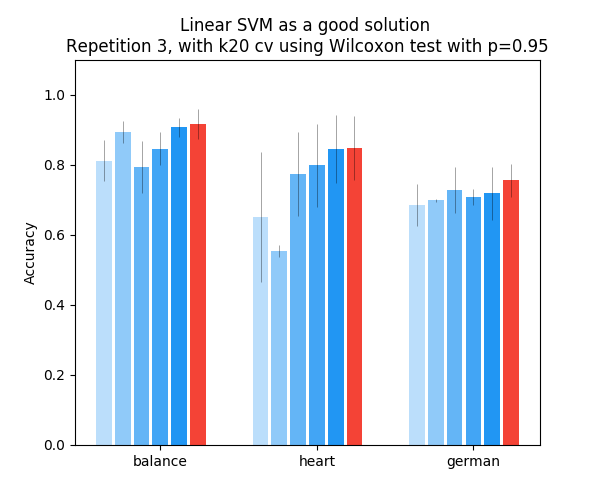 Linear SVM as a good solution
Repetition 3, with k20 cv using Wilcoxon test with p=0.95
1.0
0.8
0.6
0.4
0.2
0.0
Accuracy
balance
heart
german